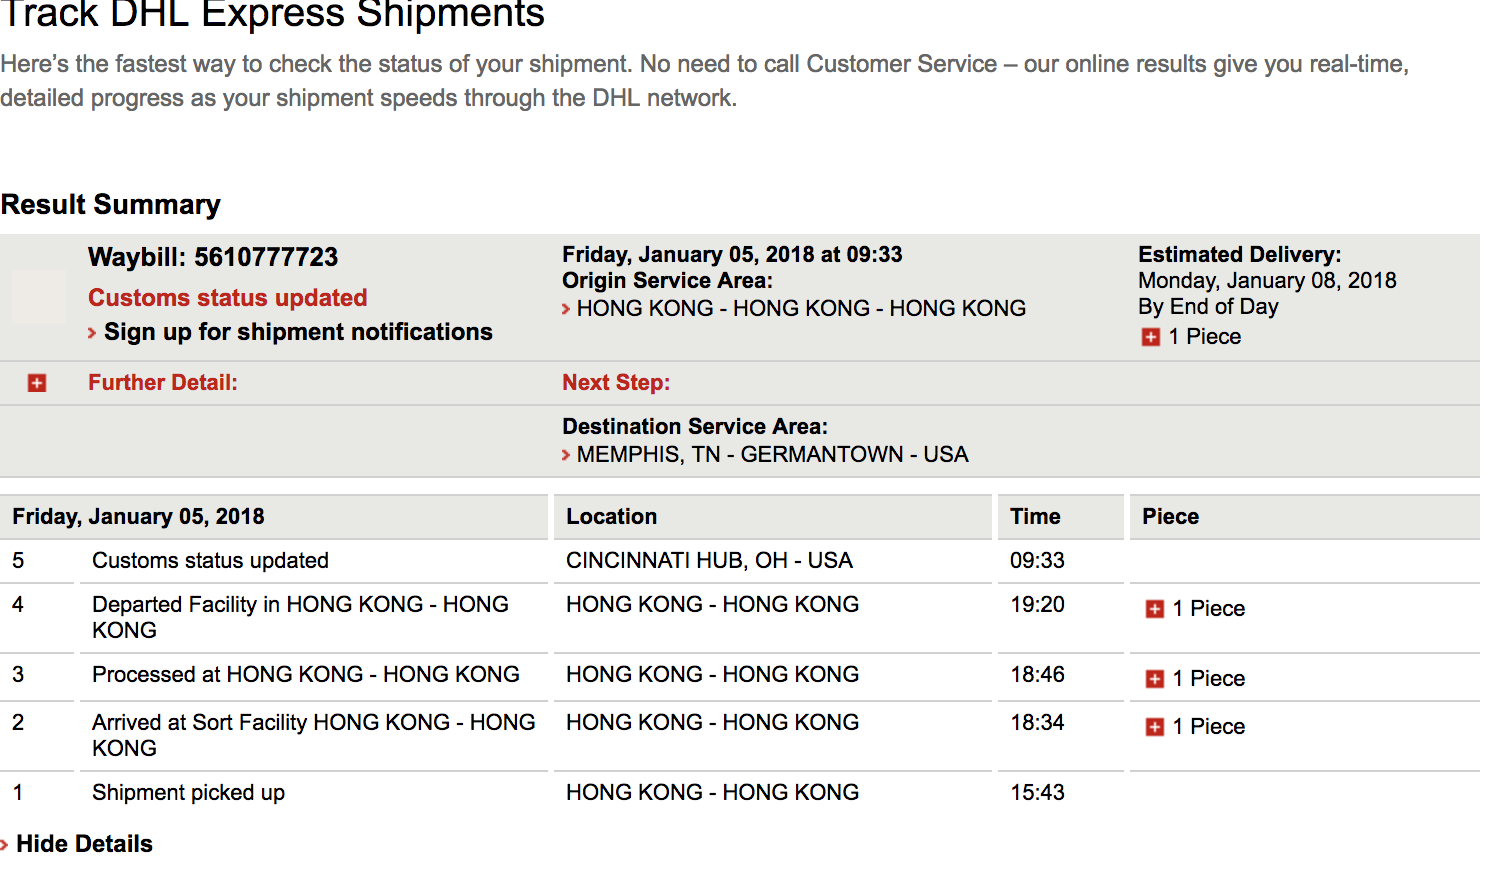 Track DHL Express Shipments
Here’s the fastest way to check the status of your shipment. No need to call Customer Service – our online results give you real-time,
detailed progress as your shipment speeds through the DHL network.
Result Summary
Waybill: 5610777723
Customs status updated
Sign up for shipment notifications
Friday, January 05, 2018 at 09:33
Origin Service Area:
HONG KONG - HONG KONG - HONG KONG
Estimated Delivery:
Monday, January 08, 2018
By End of Day
1 Piece
Further Detail:
Next Step:
Destination Service Area:
MEMPHIS, TN - GERMANTOWN - USA
Friday, January 05, 2018 Location Time Piece
5 Customs status updated CINCINNATI HUB, OH - USA 09:33
4 Departed Facility in HONG KONG - HONG HONG KONG - HONG KONG 19:20 1 Piece
KONG
3 Processed at HONG KONG - HONG KONG HONG KONG - HONG KONG 18:46 1 Piece
2 Arrived at Sort Facility HONG KONG - HONG HONG KONG - HONG KONG 18:34 1 Piece
KONG
1 Shipment picked up HONG KONG - HONG KONG 15:43
Hide Details